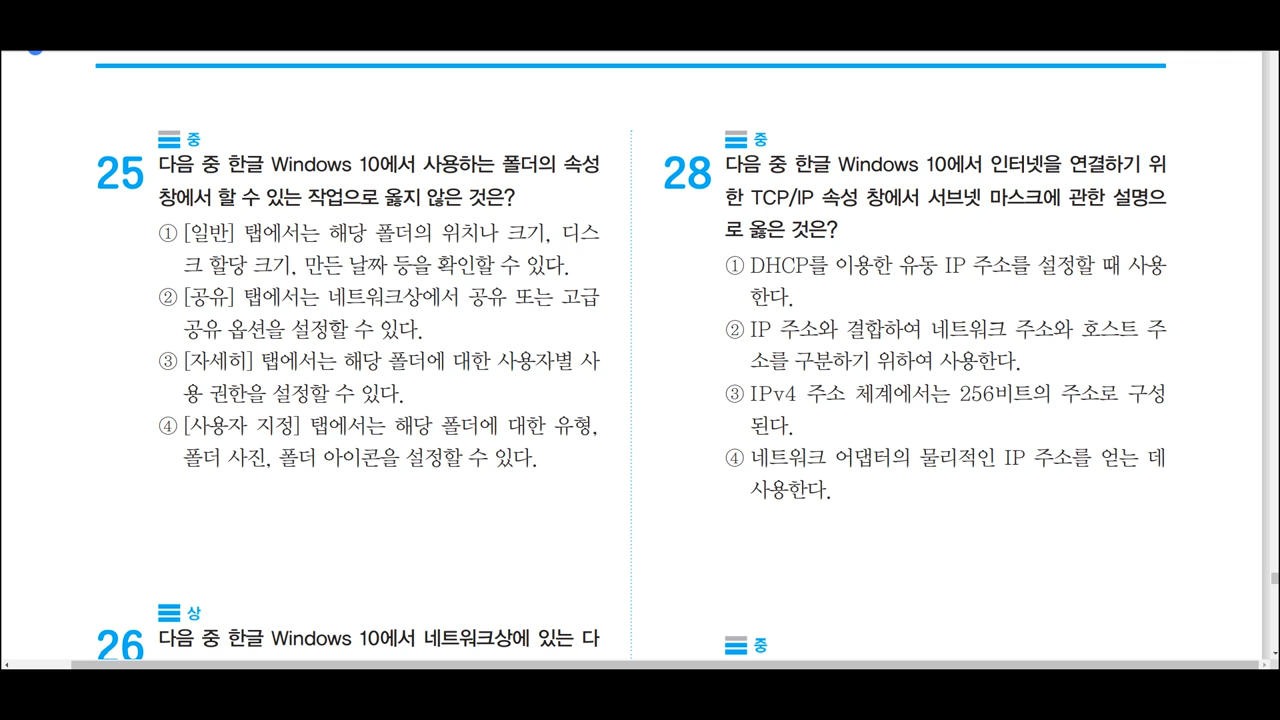 중
25 다음 중 한글 Windows 10에서 사용하는 폴더의 속성
창에서 할 수 있는 작업으로 옳지 않은 것은?
① [일반] 탭에서는 해당 폴더의 위치나 크기, 디스
크 할당 크기, 만든 날짜 등을 확인할 수 있다.
② [공유] 탭에서는 네트워크상에서 공유 또는 고급
공유 옵션을 설정할 수 있다.
③ [자세히] 탭에서는 해당 폴더에 대한 사용자별 사
용 권한을 설정할 수 있다.
④ [사용자 지정] 탭에서는 해당 폴더에 대한 유형,
폴더 사진, 폴더 아이콘을 설정할 수 있다.
상
26 다음 중 한글 Windows 10에서 네트워크상에 있는 다
중
28 다음 중 한글 Windows 10에서 인터넷을 연결하기 위
한 TCP/IP 속성 창에서 서브넷 마스크에 관한 설명으
로 옳은 것은?
① DHCP를 이용한 유동 IP 주소를 설정할 때 사용
한다.
② IP 주소와 결합하여 네트워크 주소와 호스트 주
소를 구분하기 위하여 사용한다.
③ IPv4 주소 체계에서는 256비트의 주소로 구성
된다.
④ 네트워크 어댑터의 물리적인 IP 주소를 얻는 데
사용한다.
중